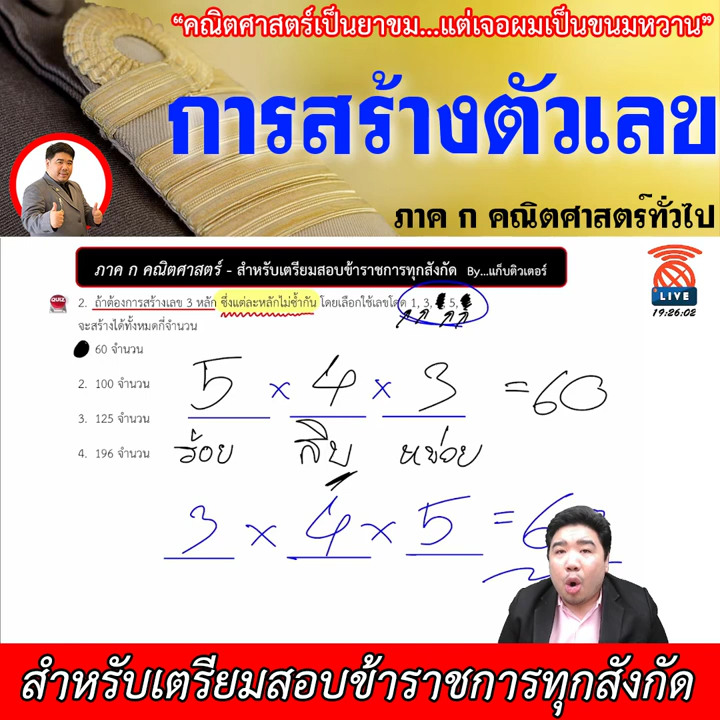 “คณิตศาสตร์เป็นยาขม...แต่เจอผมเป็นขนมหวาน”
การสร้างตัวเลข
ภาค ก คณิตศาสตร์ทั่วไป
ภาค ก คณิตศาสตร์ - สำหรับเตรียมสอบข้าราชการทุกสังกัด By...แก็บติวเตอร์
QUIZ
2. ถ้าต้องการสร้างเลข 3 หลัก ซึ่งแต่ละหลักไม่ซ้ำกัน โดยเลือกใช้เลขโดด 1, 3, 5,
จะสร้างได้ทั้งหมดกี่จำนวน
LIVE
19:26:02
60 จำนวน
2. 100 จำนวน
3. 125 จำนวน
4. 196 จำนวน
5 × 4 × 3 = 60
ร้อย สิบ หน่วย
3 × 4 × 5 = 6
สำหรับเตรียมสอบข้าราชการทุกสังกัด